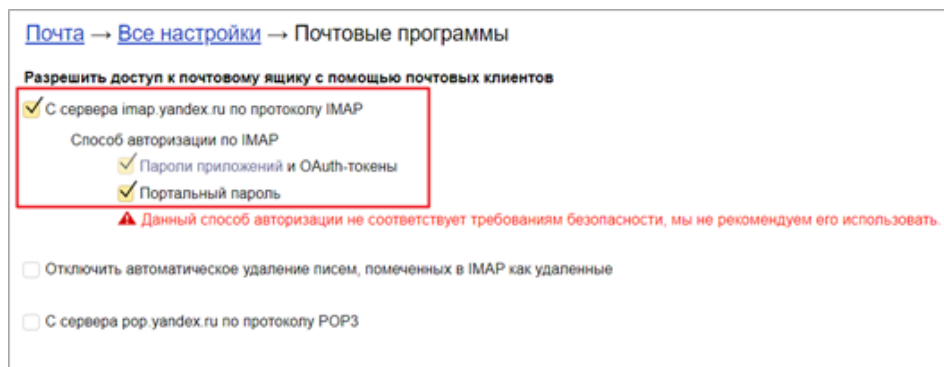 Почта → Все настройки → Почтовые программы
Разрешить доступ к почтовому ящику с помощью почтовых клиентов
С сервера imap.yandex.ru по протоколу IMAP
Способ авторизации по IMAP
Пароли приложений и OAuth-токены
Портальный пароль
Данный способ авторизации не соответствует требованиям безопасности, мы не рекомендуем его использовать.
Отключить автоматическое удаление писем, помеченных в IMAP как удаленные
С сервера pop.yandex.ru по протоколу POP3